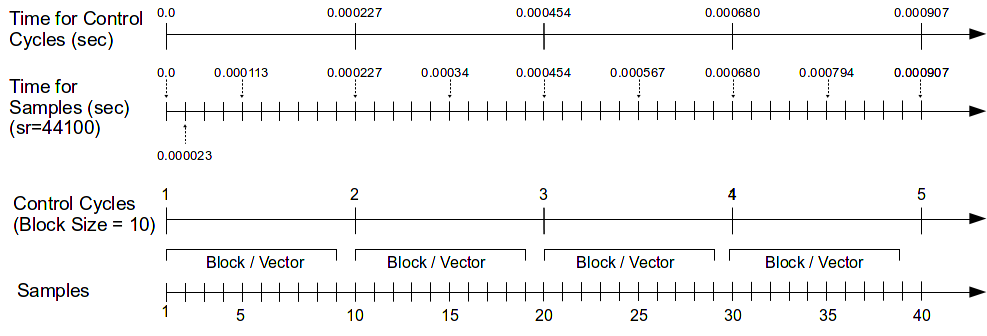 Time for Control
Cycles (sec)
0.0 0.000227 0.000454 0.000680 0.000907
Time for
Samples (sec)
(sr=44100)
0.0 0.000113 0.000227 0.00034 0.000454 0.000567 0.000680 0.000794 0.000907
0.000023
Control Cycles
(Block Size = 10)
1 2 3 4 5
Block / Vector Block / Vector Block / Vector Block / Vector
Samples
1 5 10 15 20 25 30 35 40